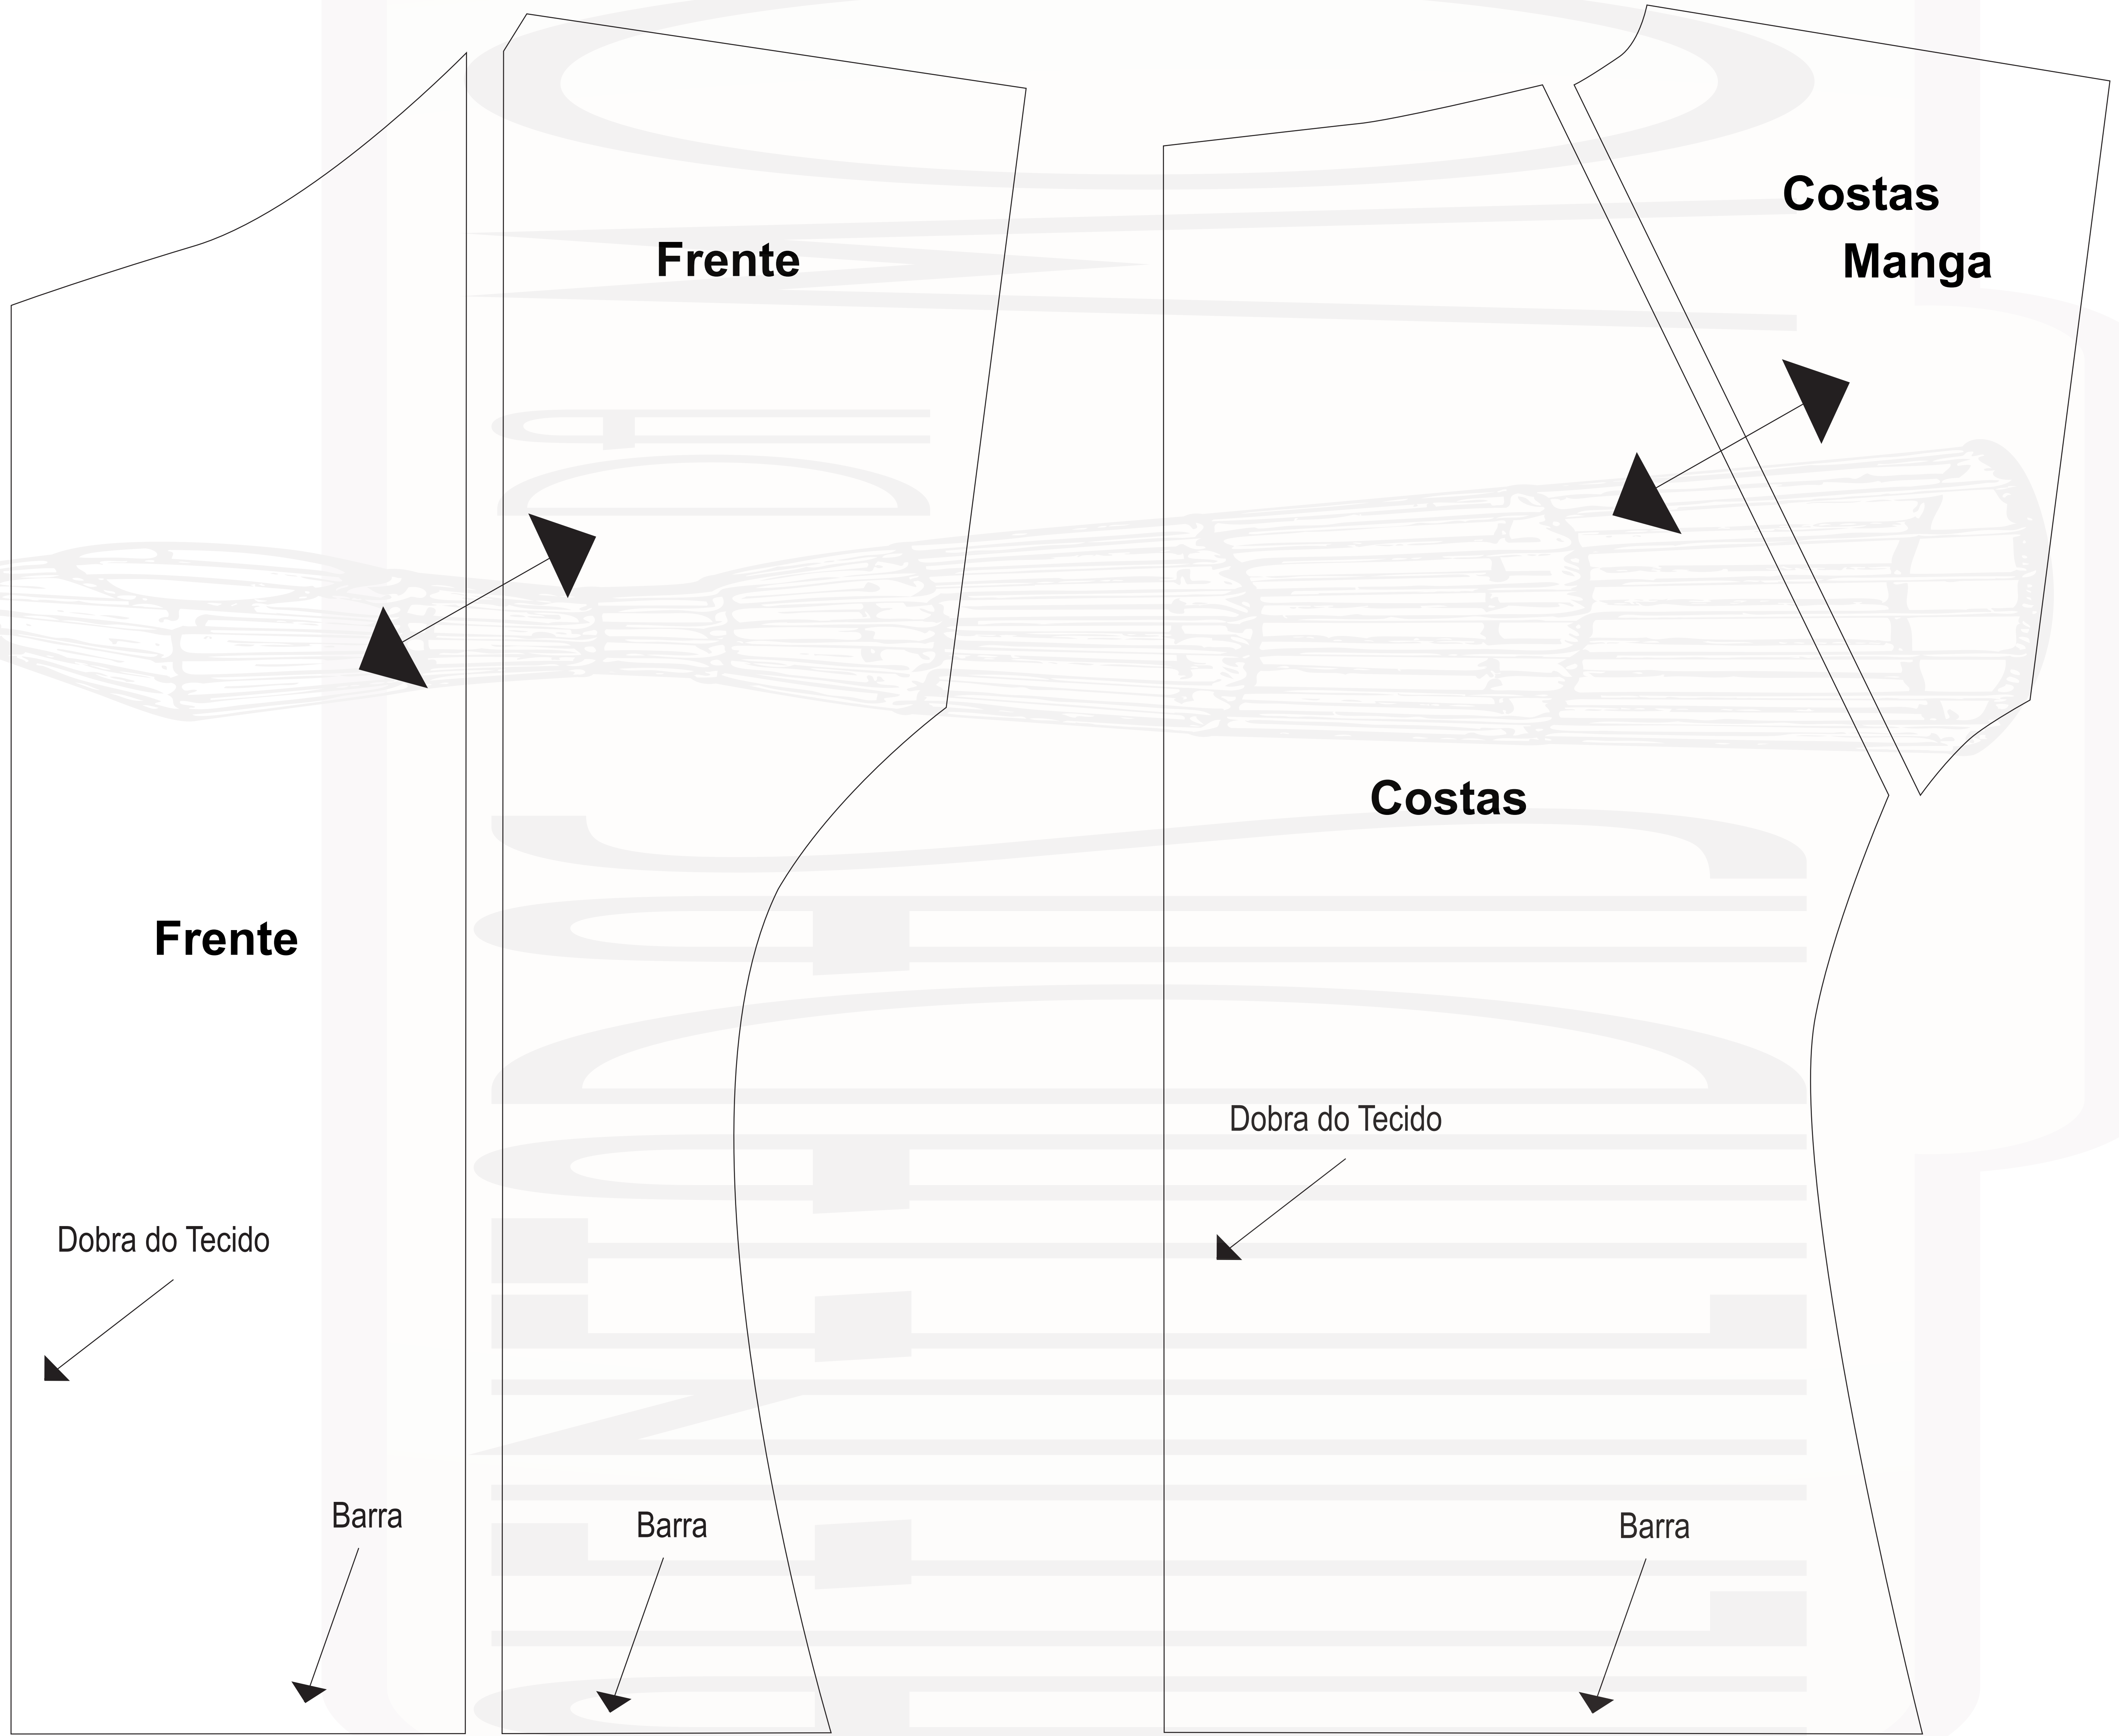 Frente
Costas
Manga
Costas
Frente
Dobra do Tecido
Dobra do Tecido
Barra
Barra
Barra